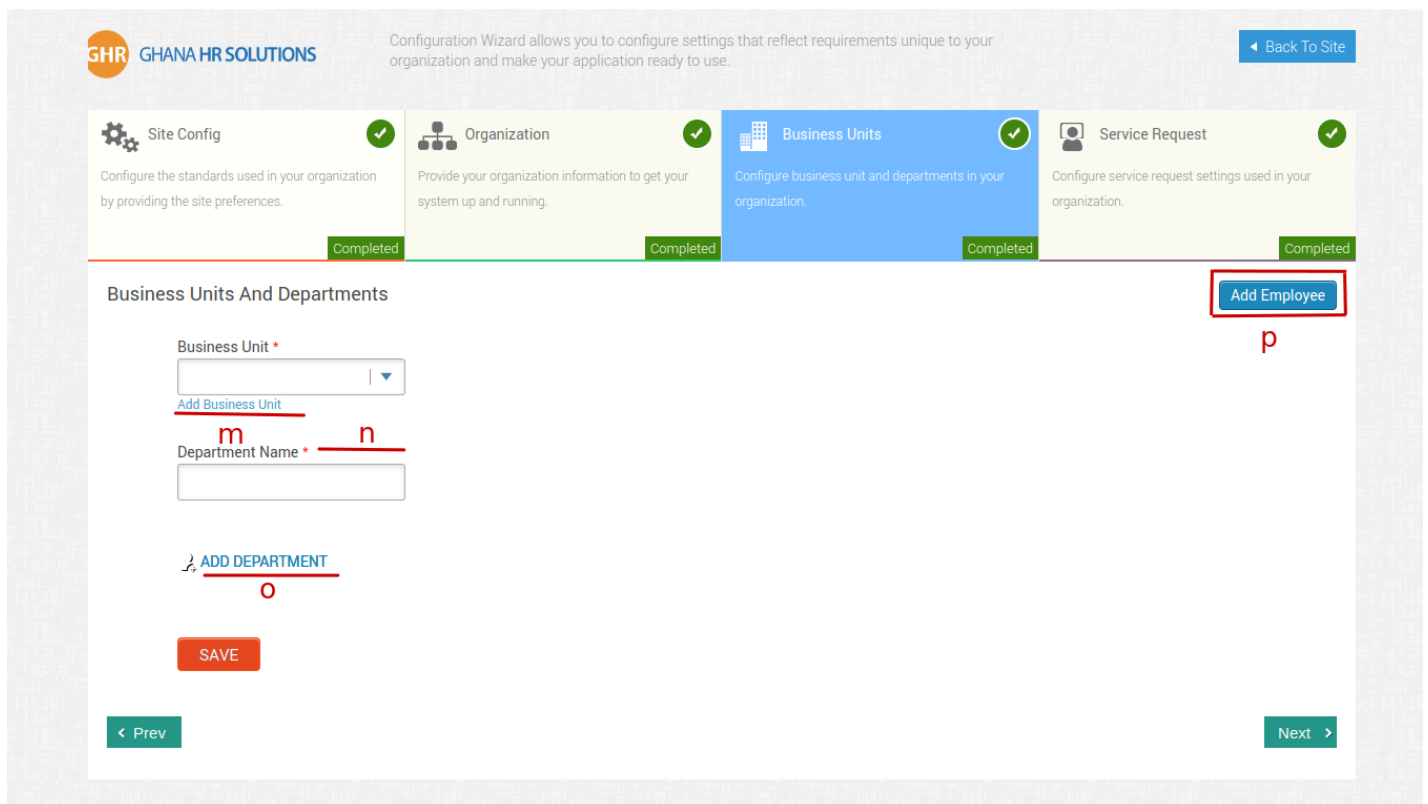 GHR GHANA HR SOLUTIONS
Configuration Wizard allows you to configure settings that reflect requirements unique to your
organization and make your application ready to use.
Back To Site
Site Config
Configure the standards used in your organization
by providing the site preferences.
Completed
Organization
Provide your organization information to get your
system up and running.
Completed
Business Units
Configure business unit and departments in your
organization.
Completed
Service Request
Configure service request settings used in your
organization.
Completed
Business Units And Departments
Add Employee
p
Business Unit *
Add Business Unit
m
n
Department Name *
ADD DEPARTMENT
o
SAVE
Prev
Next